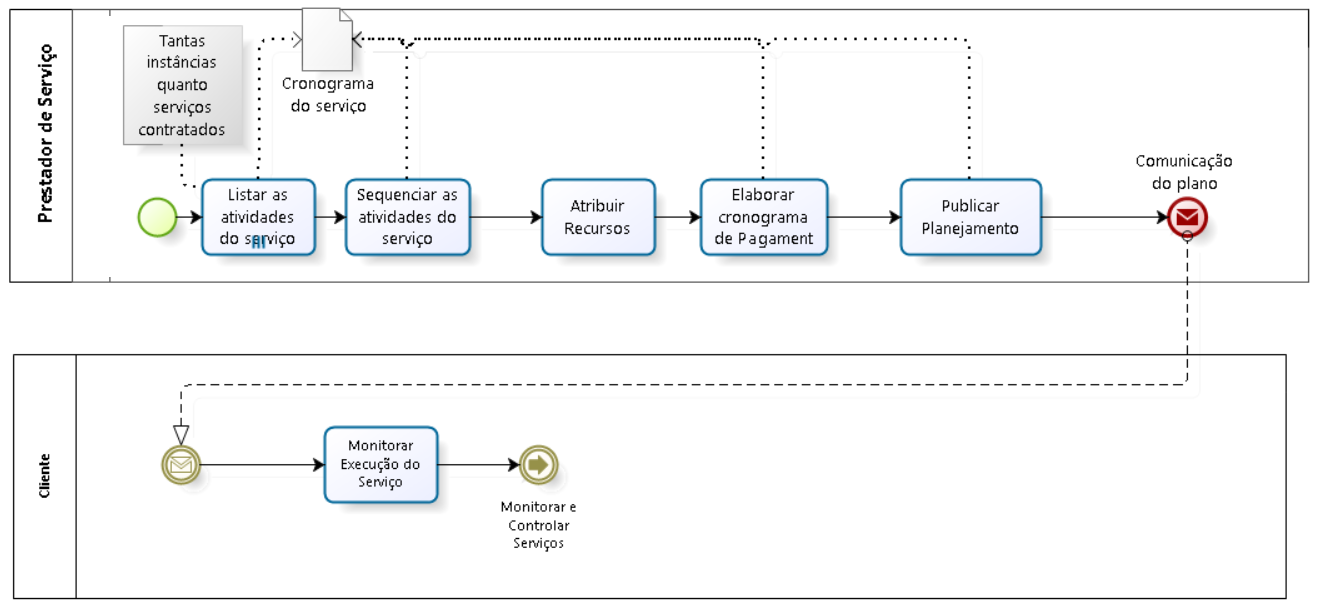 Prestador de Serviço
Tantas
instâncias
quanto
serviços
contratados
Cronograma
do serviço
Listar as
atividades
do serviço
Sequenciar as
atividades do
serviço
Atribuir
Recursos
Elaborar
cronograma
de Pagament
Publicar
Planejamento
Comunicação
do plano
Cliente
Monitorar
Execução do
Serviço
Monitorar e
Controlar
Serviços